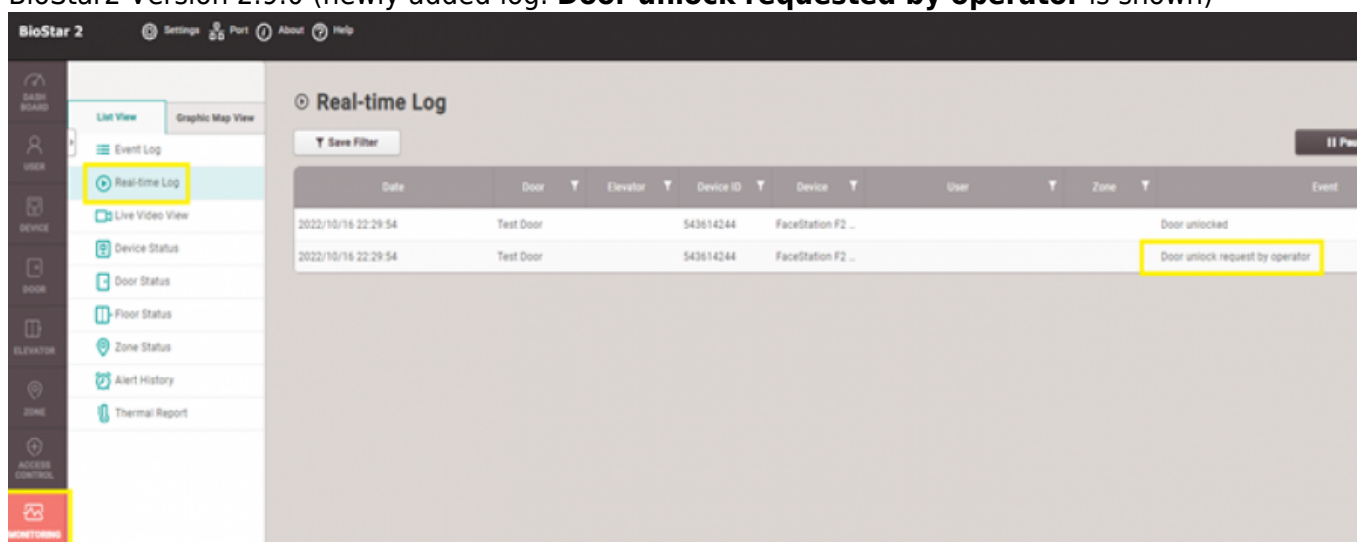 BioStar2 Version 2.9.0 (newly added log: Door unlock requested by operator is shown)
BioStar 2 Settings Port About Help
DASH BOARD
USER
DEVICE
DOOR
ELEVATOR
ZONE
ACCESS CONTROL
MONITORING
List View Graphic Map View
Event Log
Real-time Log
Live Video View
Device Status
Door Status
Floor Status
Zone Status
Alert History
Thermal Report
Real-time Log
Save Filter
Date Door Elevator Device ID Device User Zone Event
2022/10/16 22:29:54 Test Door 543614244 FaceStation F2 ... Door unlocked
2022/10/16 22:29:54 Test Door 543614244 FaceStation F2 ... Door unlock request by operator